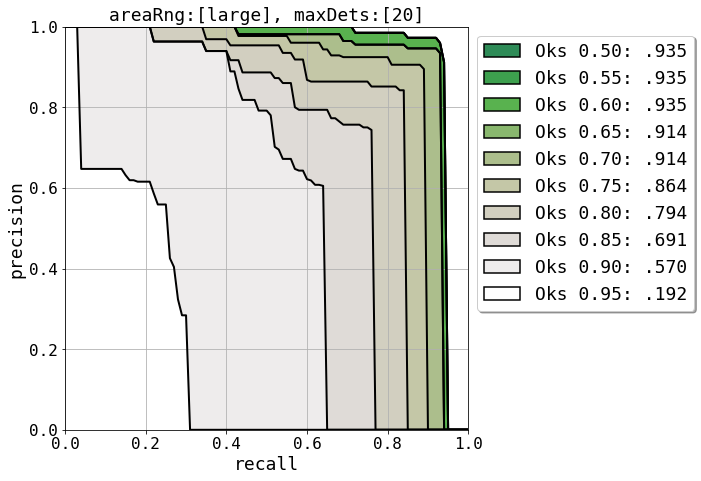 areaRng:[large], maxDets:[20]
1.0
0.8
0.6
0.4
0.2
0.0
precision
0.0 0.2 0.4 0.6 0.8 1.0
recall
Oks 0.50: .935
Oks 0.55: .935
Oks 0.60: .935
Oks 0.65: .914
Oks 0.70: .914
Oks 0.75: .864
Oks 0.80: .794
Oks 0.85: .691
Oks 0.90: .570
Oks 0.95: .192